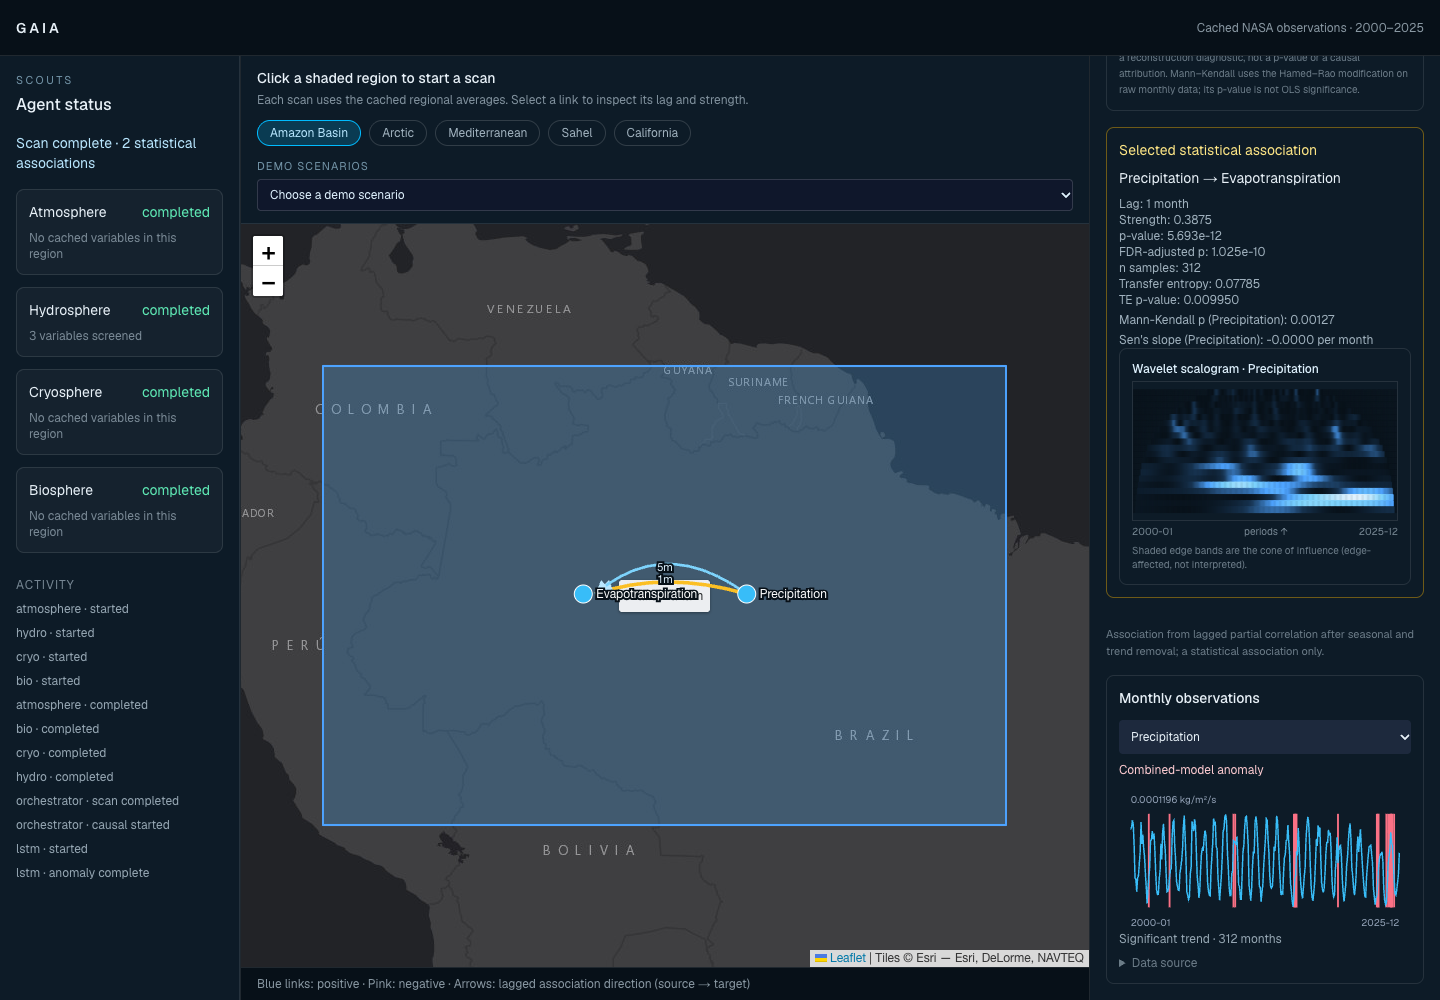 GAIA
Cached NASA observations · 2000–2025
SCOUTS
Agent status
Scan complete · 2 statistical
associations
Atmosphere completed
No cached variables in this
region
Hydrosphere completed
3 variables screened
Cryosphere completed
No cached variables in this
region
Biosphere completed
No cached variables in this
region
ACTIVITY
atmosphere · started
hydro · started
cryo · started
bio · started
atmosphere · completed
bio · completed
cryo · completed
hydro · completed
orchestrator · scan completed
orchestrator · causal started
lstm · started
lstm · anomaly complete
Click a shaded region to start a scan
Each scan uses the cached regional averages. Select a link to inspect its lag and strength.
Amazon Basin Arctic Mediterranean Sahel California
DEMO SCENARIOS
Choose a demo scenario
+
−
VENEZUELA
GUYANA
SURINAME
FRENCH GUIANA
COLOMBIA
ADOR
5m
1m
Evapotranspiration
Precipitation
PERÚ
BRAZIL
BOLIVIA
Leaflet | Tiles © Esri — Esri, DeLorme, NAVTEQ
Blue links: positive · Pink: negative · Arrows: lagged association direction (source → target)
a reconstruction diagnostic, not a p-value or a causal
attribution. Mann–Kendall uses the Hamed–Rao modification on
raw monthly data; its p-value is not OLS significance.
Selected statistical association
Precipitation → Evapotranspiration
Lag: 1 month
Strength: 0.3875
p-value: 5.693e-12
FDR-adjusted p: 1.025e-10
n samples: 312
Transfer entropy: 0.07785
TE p-value: 0.009950
Mann-Kendall p (Precipitation): 0.00127
Sen's slope (Precipitation): -0.0000 per month
Wavelet scalogram · Precipitation
2000-01 periods ↑ 2025-12
Shaded edge bands are the cone of influence (edge-
affected, not interpreted).
Association from lagged partial correlation after seasonal and
trend removal; a statistical association only.
Monthly observations
Precipitation
Combined-model anomaly
0.0001196 kg/m²/s
2000-01 2025-12
Significant trend · 312 months
Data source